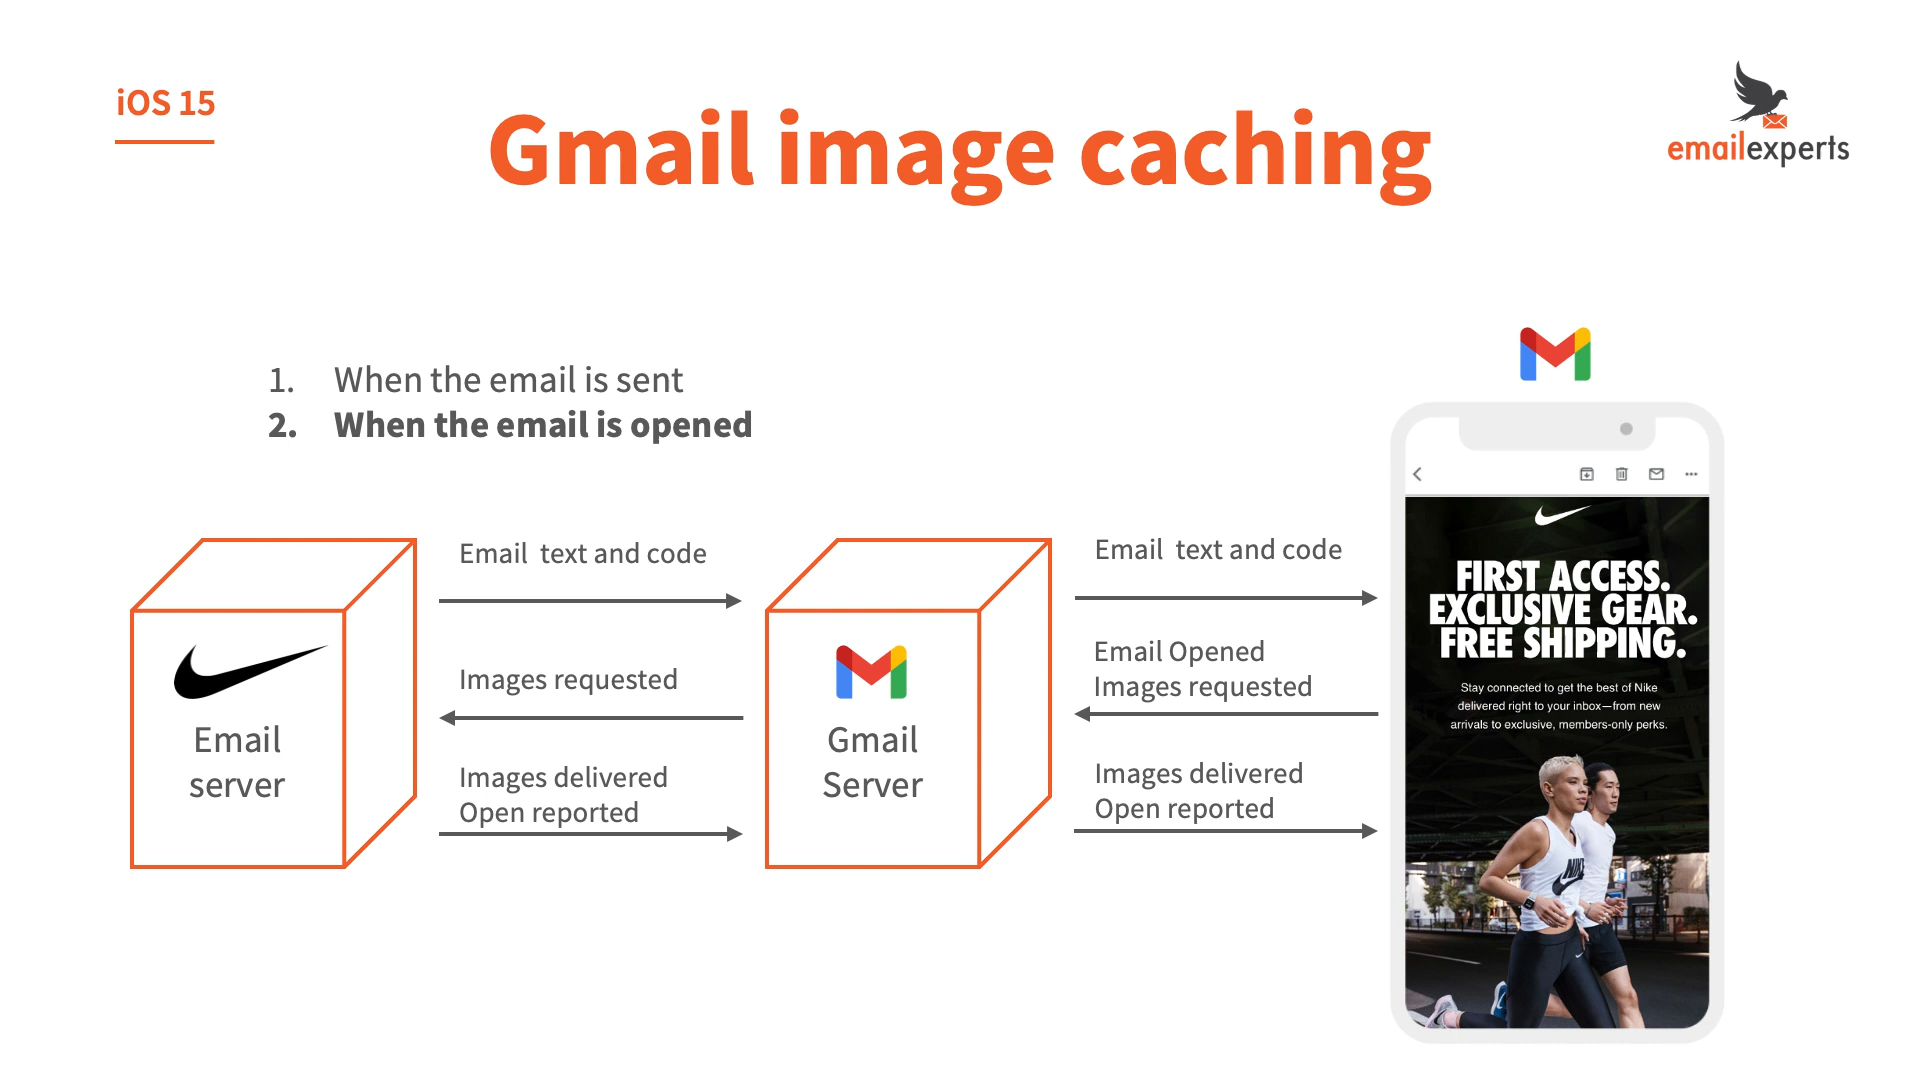 iOS 15
Gmail image caching
emailexperts
1. When the email is sent
2. When the email is opened
Email text and code
Images requested
Images delivered
Open reported
Email
server
Email text and code
Email Opened
Images requested
Images delivered
Open reported
Gmail
Server
FIRST ACCESS.
EXCLUSIVE GEAR.
FREE SHIPPING.
Stay connected to get the best of Nike
delivered right to your inbox—from new
arrivals to exclusive, members-only perks.
NIKE